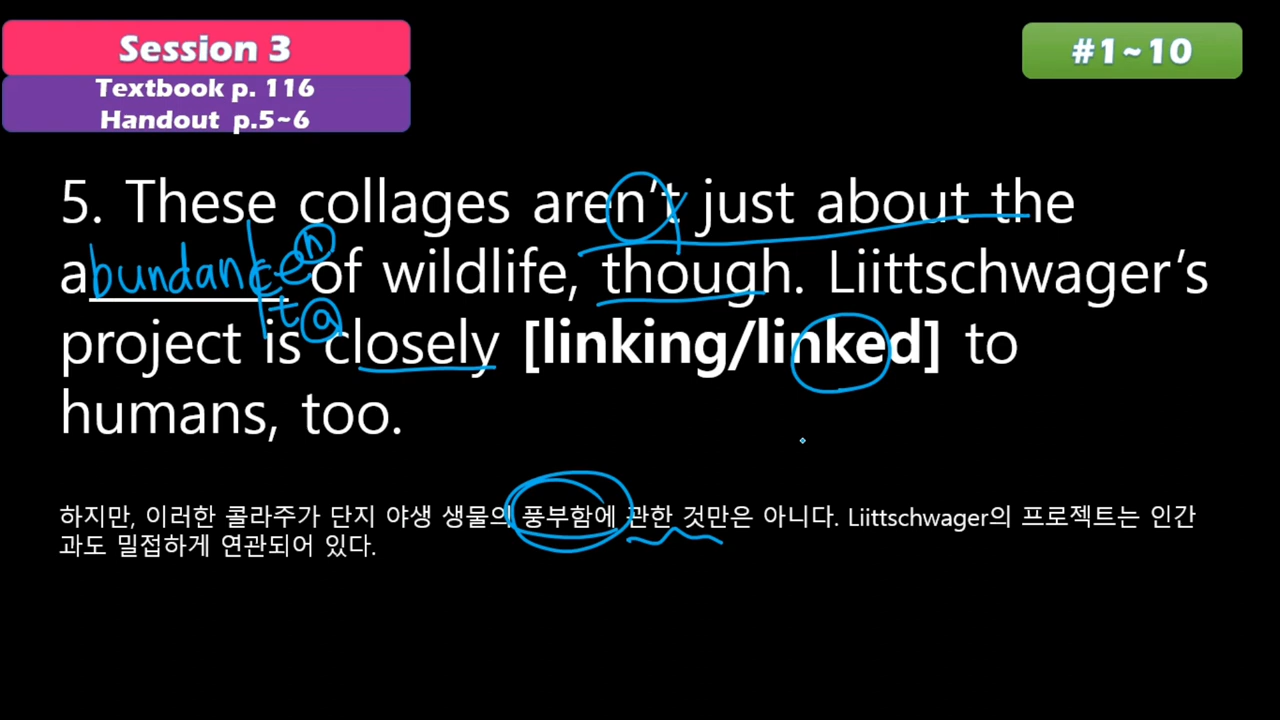 Session 3
#1~10
Textbook p. 116
Handout p.5~6
5. These collages aren't just about the
abundance of wildlife, though. Liittschwager's
n
t a
project is closely [linking/linked] to
humans, too.
하지만, 이러한 콜라주가 단지 야생 생물의 풍부함에 관한 것만은 아니다. Liittschwager의 프로젝트는 인간
과도 밀접하게 연관되어 있다.